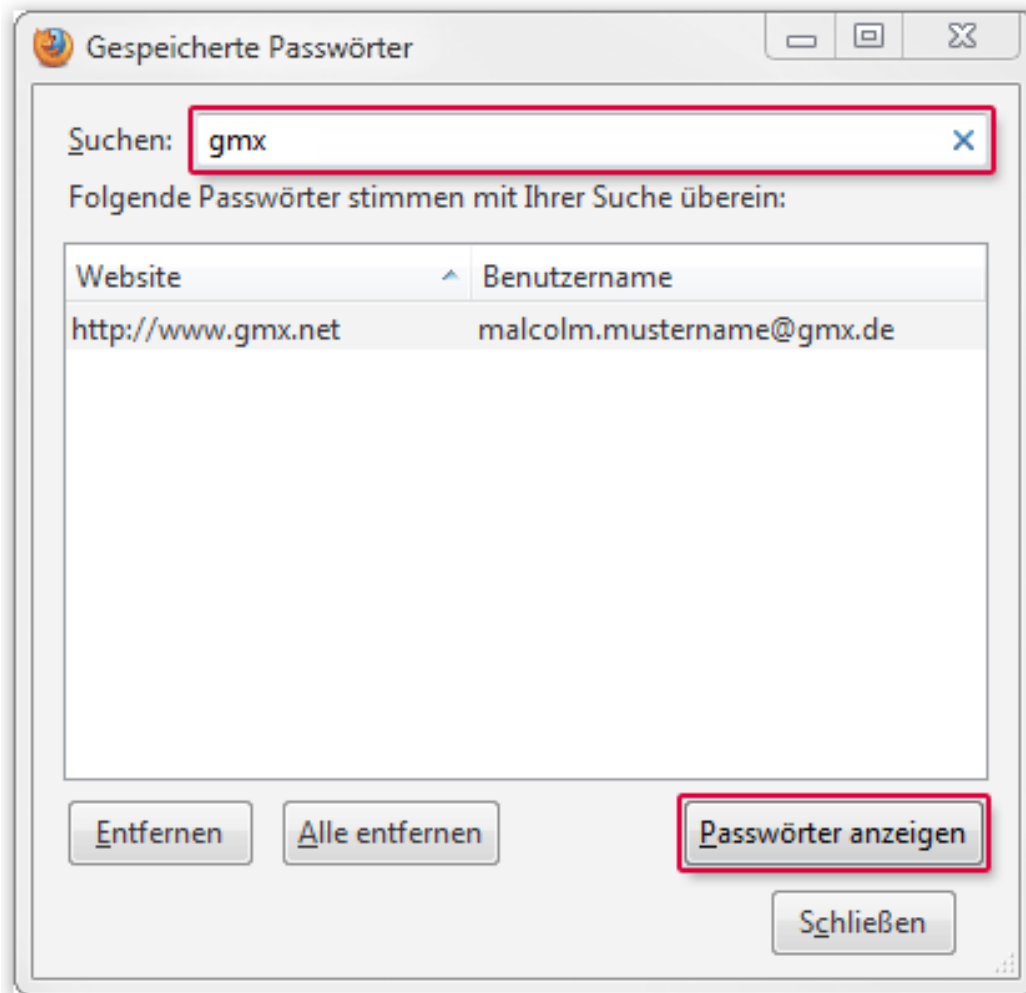 Gespeicherte Passwörter
Suchen: gmx
Folgende Passwörter stimmen mit Ihrer Suche überein:
Website Benutzername
http://www.gmx.net malcolm.mustername@gmx.de
Entfernen Alle entfernen Passwörter anzeigen
Schließen